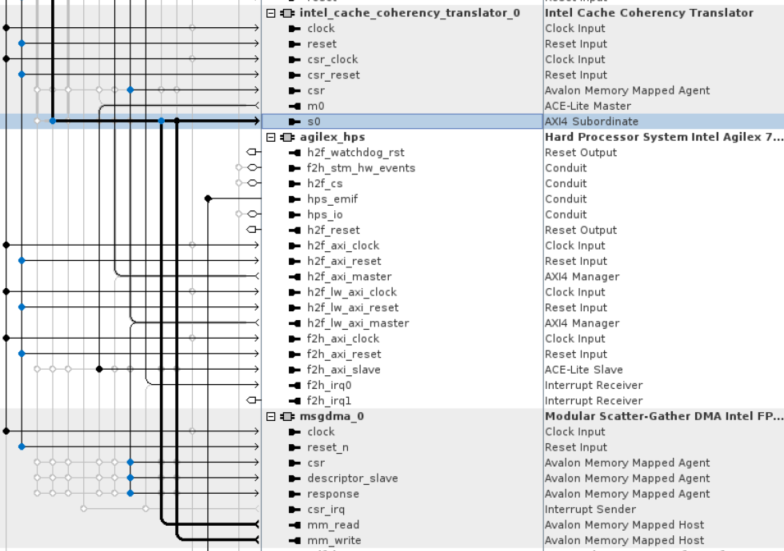 intel_cache_coherency_translator_0 Intel Cache Coherency Translator
clock Clock Input
reset Reset Input
csr_clock Clock Input
csr_reset Reset Input
csr Avalon Memory Mapped Agent
m0 ACE-Lite Master
s0 AXI4 Subordinate
agilex_hps Hard Processor System Intel Agilex 7...
h2f_watchdog_rst Reset Output
f2h_stm_hw_events Conduit
h2f_cs Conduit
hps_emif Conduit
hps_io Conduit
h2f_reset Reset Output
h2f_axi_clock Clock Input
h2f_axi_reset Reset Input
h2f_axi_master AXI4 Manager
h2f_lw_axi_clock Clock Input
h2f_lw_axi_reset Reset Input
h2f_lw_axi_master AXI4 Manager
f2h_axi_clock Clock Input
f2h_axi_reset Reset Input
f2h_axi_slave ACE-Lite Slave
f2h_irq0 Interrupt Receiver
f2h_irq1 Interrupt Receiver
msgdma_0 Modular Scatter-Gather DMA Intel FP...
clock Clock Input
reset_n Reset Input
csr Avalon Memory Mapped Agent
descriptor_slave Avalon Memory Mapped Agent
response Avalon Memory Mapped Agent
csr_irq Interrupt Sender
mm_read Avalon Memory Mapped Host
mm_write Avalon Memory Mapped Host